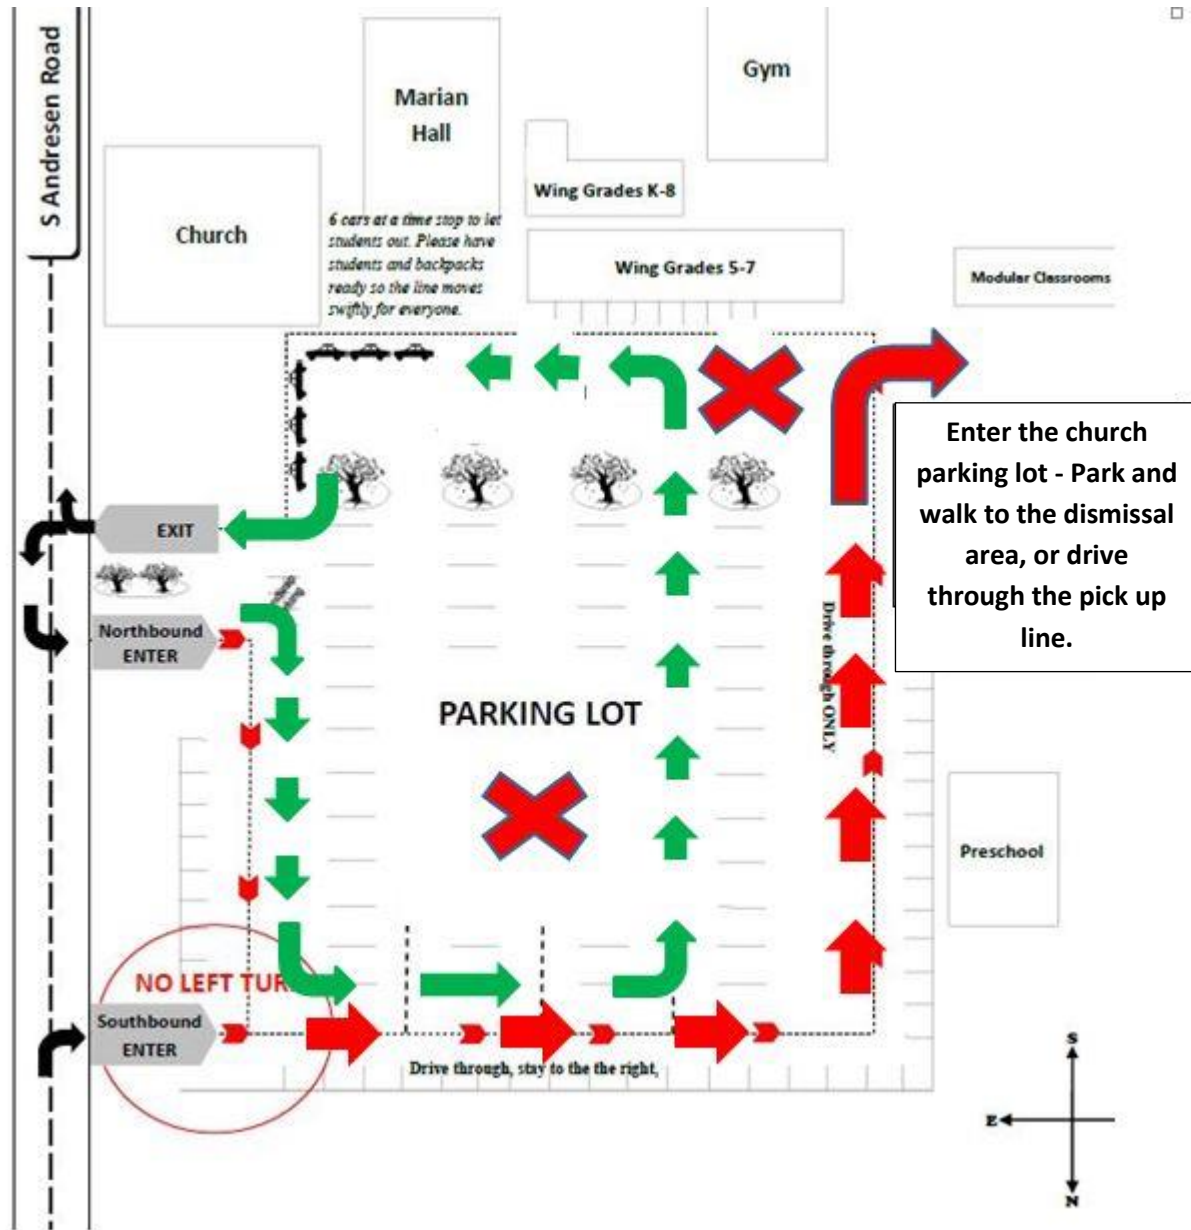 S Andresen Road
Marian
Hall
Gym
Wing Grades K-8
Church
6 cars at a time stop to let
students out. Please have
students and backpacks
ready so the line moves
swiftly for everyone.
Wing Grades 5-7
Modular Classrooms
Enter the church
parking lot - Park and
walk to the dismissal
area, or drive
through the pick up
line.
EXIT
Northbound
ENTER
Drive through ONLY
PARKING LOT
Preschool
NO LEFT TUR
Southbound
ENTER
Drive through, stay to the the right,
S
E
N